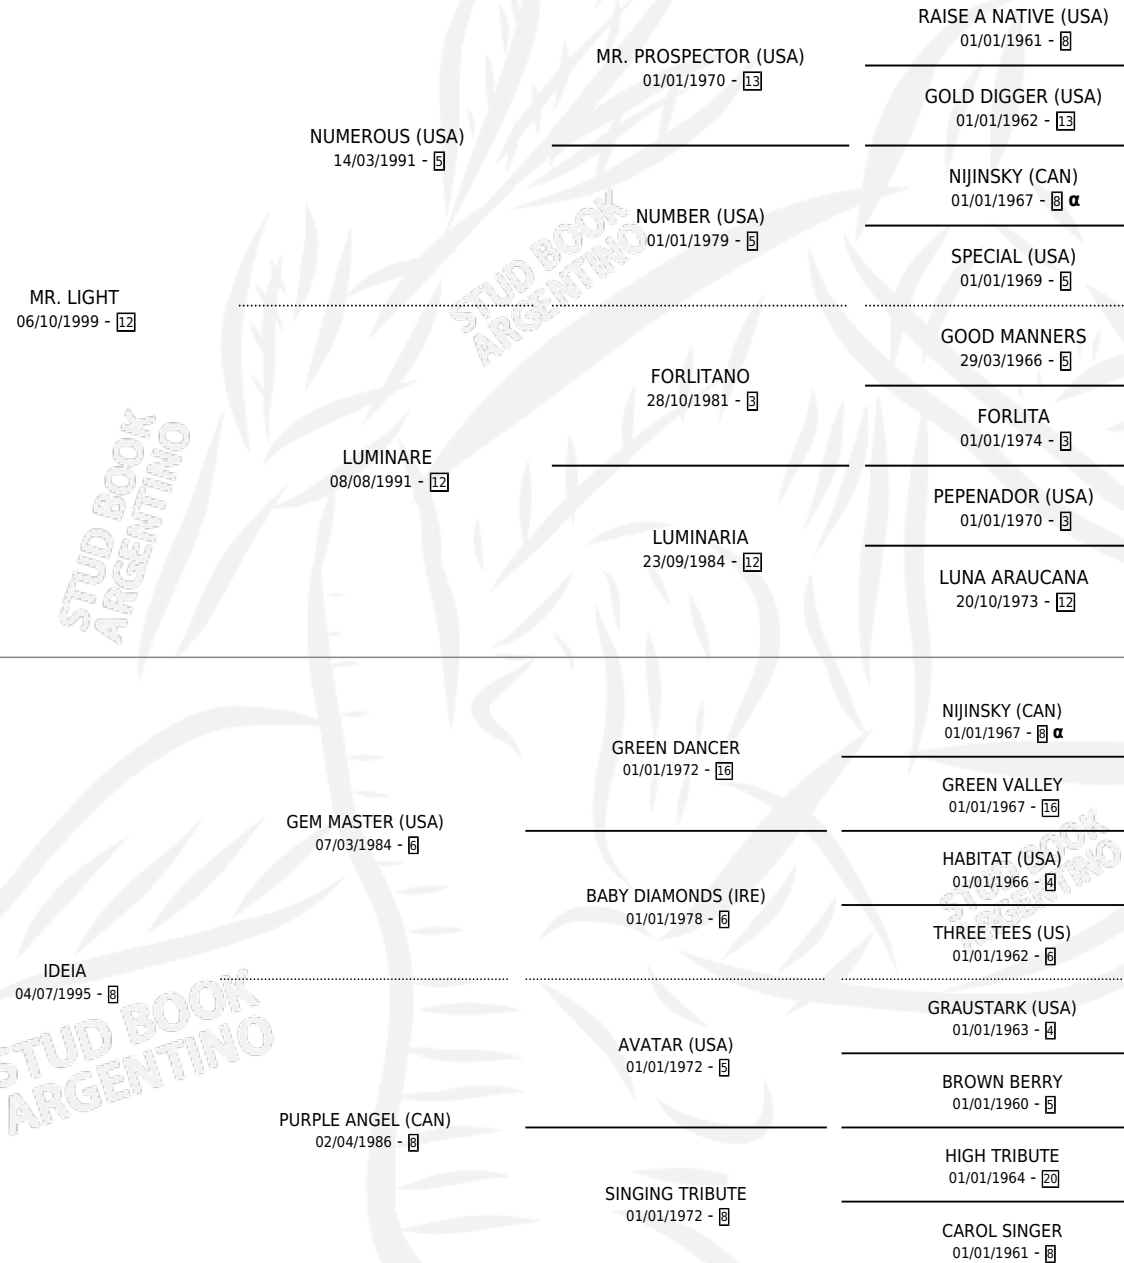 RAISE A NATIVE (USA)
01/01/1961 - 8
MR. PROSPECTOR (USA)
01/01/1970 - 13
GOLD DIGGER (USA)
01/01/1962 - 13
NUMEROUS (USA)
14/03/1991 - 5
NIJINSKY (CAN)
01/01/1967 - 8 α
NUMBER (USA)
01/01/1979 - 5
SPECIAL (USA)
01/01/1969 - 5
MR. LIGHT
06/10/1999 - 12
GOOD MANNERS
29/03/1966 - 5
FORLITANO
28/10/1981 - 3
FORLITA
01/01/1974 - 3
LUMINARE
08/08/1991 - 12
PEPENADOR (USA)
01/01/1970 - 3
LUMINARIA
23/09/1984 - 12
LUNA ARAUCANA
20/10/1973 - 12
NIJINSKY (CAN)
01/01/1967 - 8 α
GREEN DANCER
01/01/1972 - 16
GREEN VALLEY
01/01/1967 - 16
GEM MASTER (USA)
07/03/1984 - 6
HABITAT (USA)
01/01/1966 - 4
BABY DIAMONDS (IRE)
01/01/1978 - 6
THREE TEES (US)
01/01/1962 - 6
IDEIA
04/07/1995 - 8
GRAUSTARK (USA)
01/01/1963 - 4
AVATAR (USA)
01/01/1972 - 5
BROWN BERRY
01/01/1960 - 5
PURPLE ANGEL (CAN)
02/04/1986 - 8
HIGH TRIBUTE
01/01/1964 - 20
SINGING TRIBUTE
01/01/1972 - 8
CAROL SINGER
01/01/1961 - 8
STUD BOOK
ARGENTINO
STUD BOOK
ARGENTINO
STUD BOOK
ARGENTINO
STUD BOOK
ARGENTINO